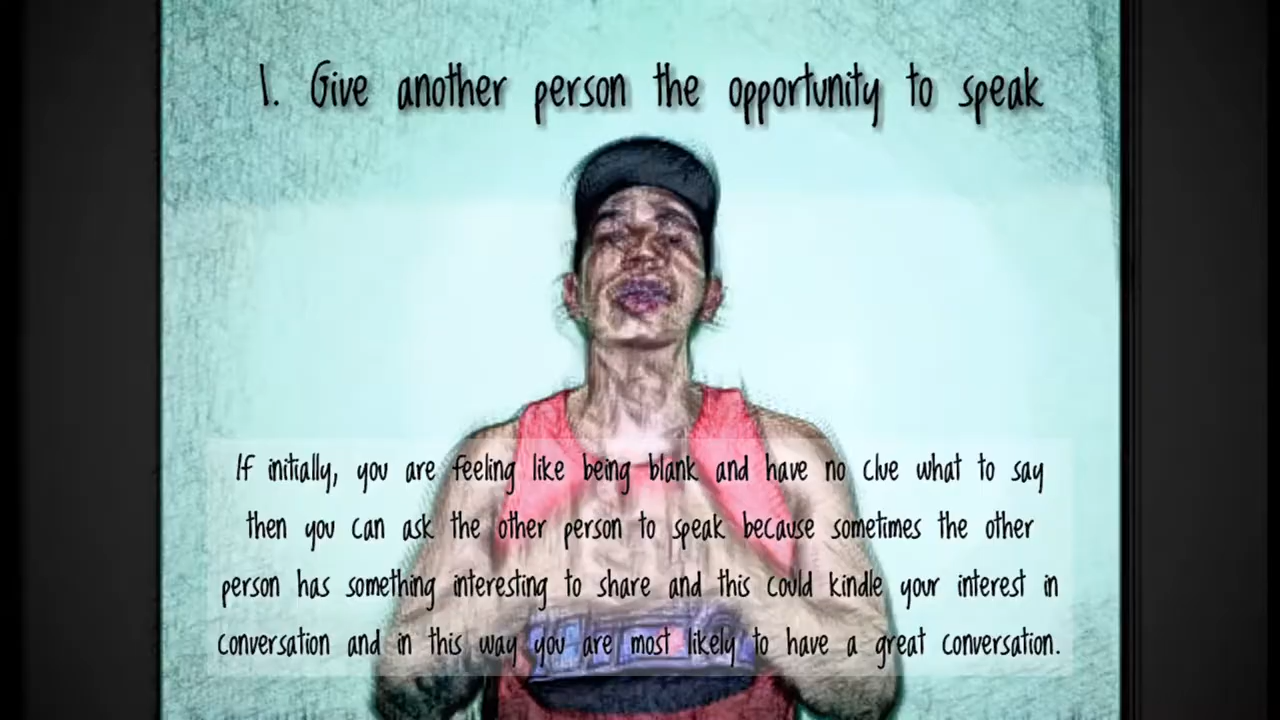 1. Give another person the opportunity to speak
If initially, you are feeling like being blank and have no clue what to say
then you can ask the other person to speak because sometimes the other
person has something interesting to share and this could kindle your interest in
conversation and in this way you are most likely to have a great conversation.